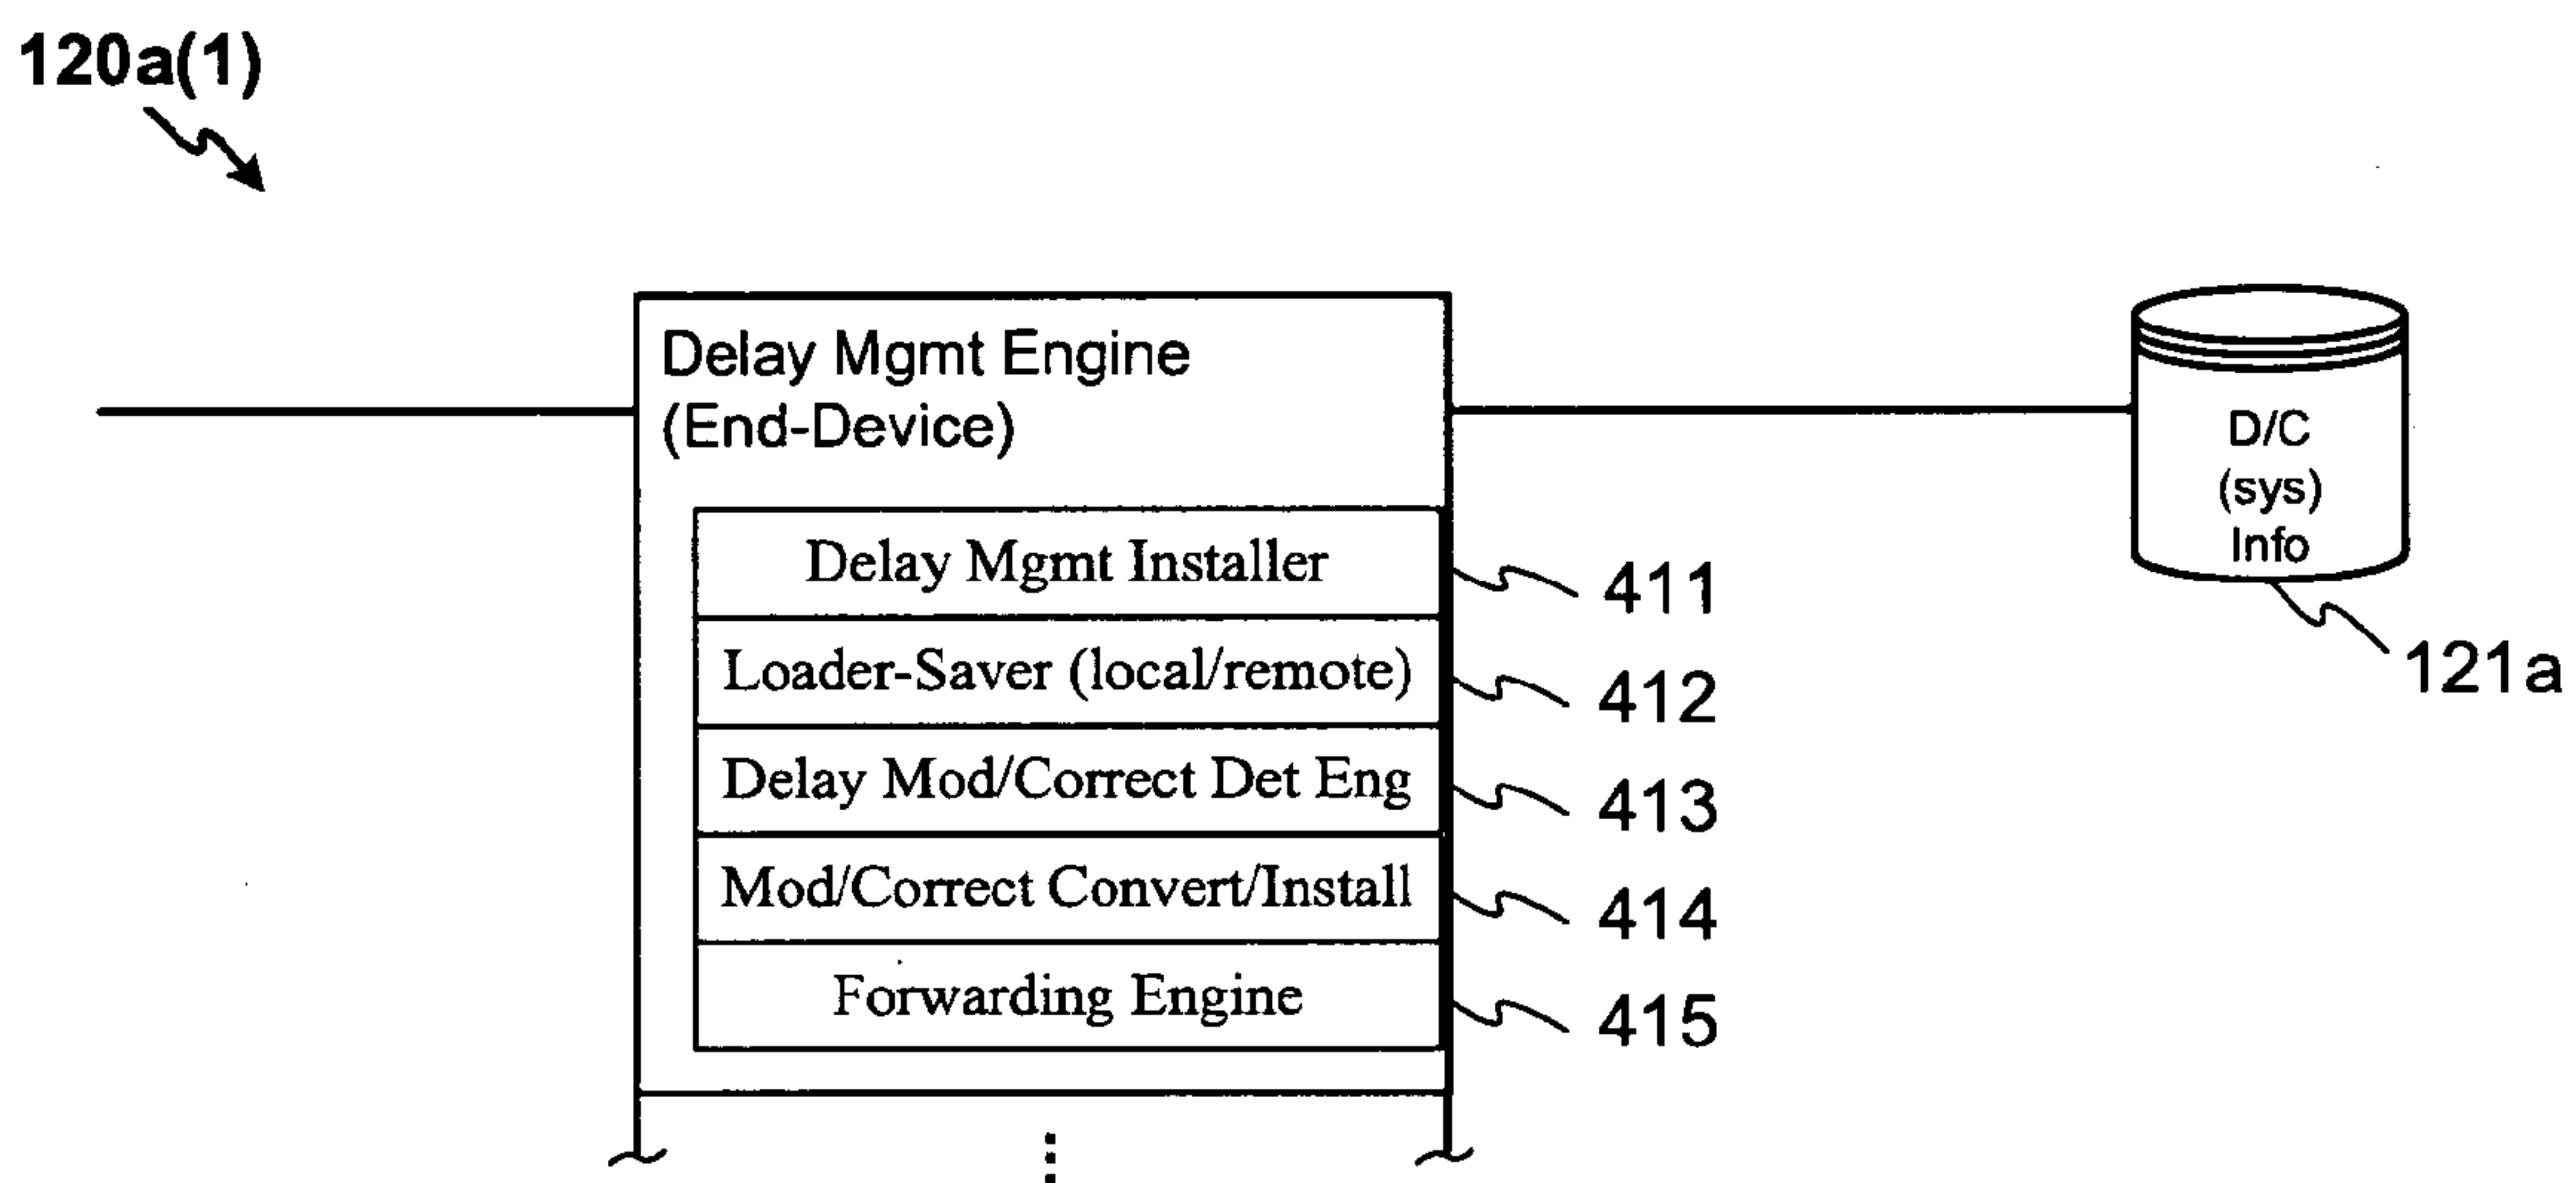 120a(1)
Delay Mgmt Engine
(End-Device)
D/C
(sys)
Info
Delay Mgmt Installer
411
121a
Loader-Saver (local/remote)
412
Delay Mod/Correct Det Eng
413
Mod/Correct Convert/Install
414
Forwarding Engine
415